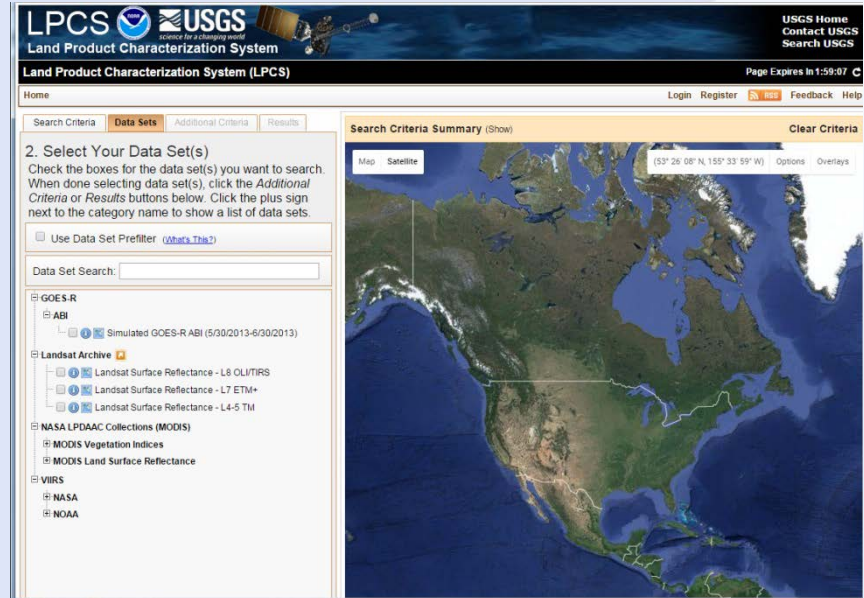 LPCS NOAA USGS
science for a changing world
Land Product Characterization System
USGS Home
Contact USGS
Search USGS
Land Product Characterization System (LPCS)
Page Expires In 1:59:07
Home
Login Register RSS Feedback Help
Search Criteria Data Sets Additional Criteria Results
2. Select Your Data Set(s)
Check the boxes for the data set(s) you want to search.
When done selecting data set(s), click the Additional
Criteria or Results buttons below. Click the plus sign
next to the category name to show a list of data sets.
Use Data Set Prefilter (What's This?)
Data Set Search:
GOES-R
ABI
Simulated GOES-R ABI (5/30/2013-6/30/2013)
Landsat Archive
Landsat Surface Reflectance - L8 OLI/TIRS
Landsat Surface Reflectance - L7 ETM+
Landsat Surface Reflectance - L4-5 TM
NASA LPDAAC Collections (MODIS)
MODIS Vegetation Indices
MODIS Land Surface Reflectance
VIIRS
NASA
NOAA
Search Criteria Summary (Show)
Clear Criteria
Map Satellite
(53° 26' 08" N, 155° 33' 59" W) Options Overlays